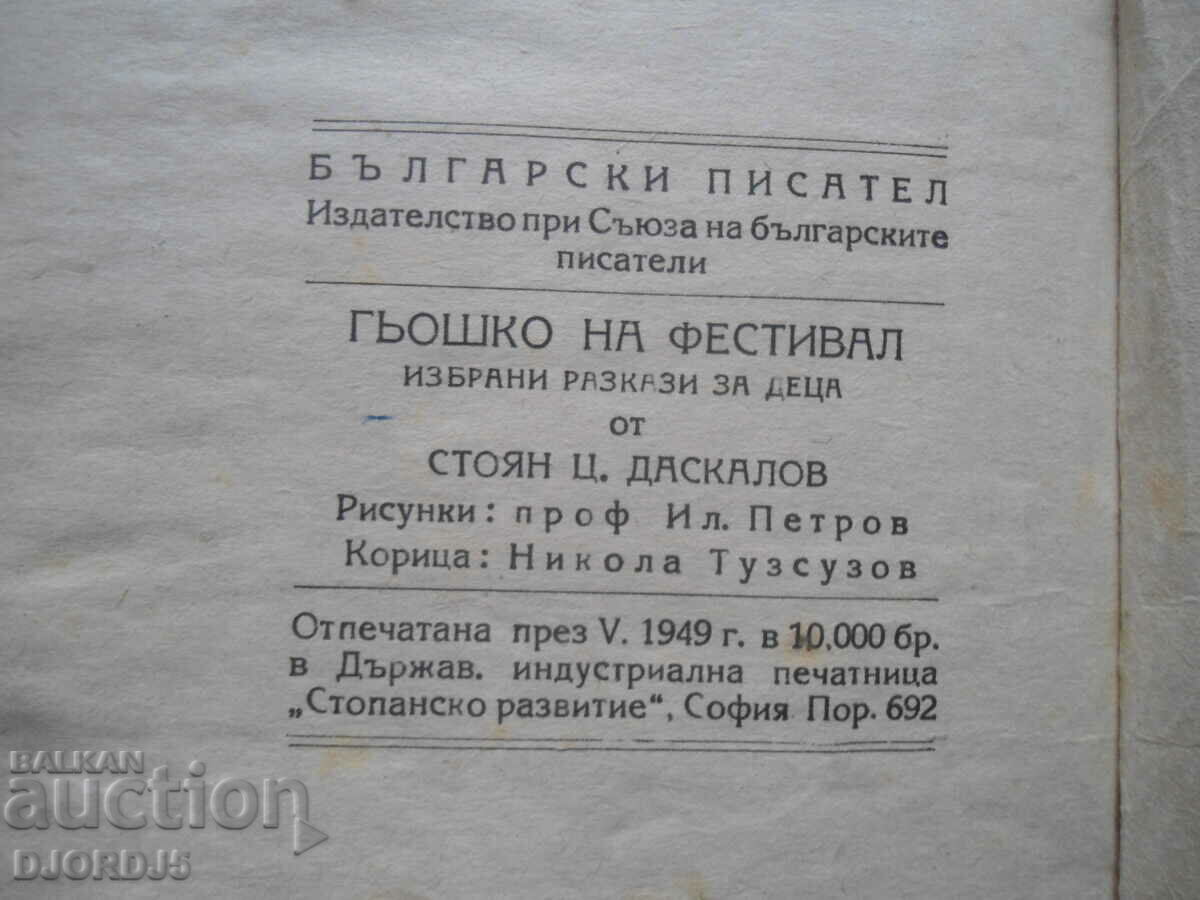 БЪЛГАРСКИ ПИСАТЕЛ
Издателство при Съюза на българските
писатели
ГЬОШКО НА ФЕСТИВАЛ
ИЗБРАНИ РАЗКАЗИ ЗА ДЕЦА
от
СТОЯН Ц. ДАСКАЛОВ
Рисунки: проф Ил. Петров
Корица: Никола Тузсузов
Отпечатана през V. 1949 г. в 10,000 бр.
в Държав. индустриална печатница
„Стопанско развитие“, София Пор. 692
BALKAN
auction
DJORDJ5